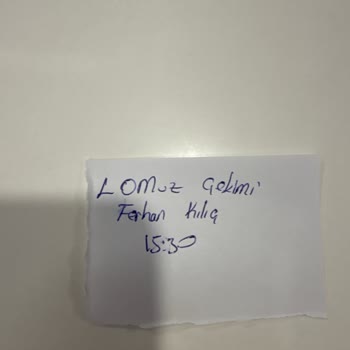 L OMuz Çekimi
Ferhan Kılıç
15:30